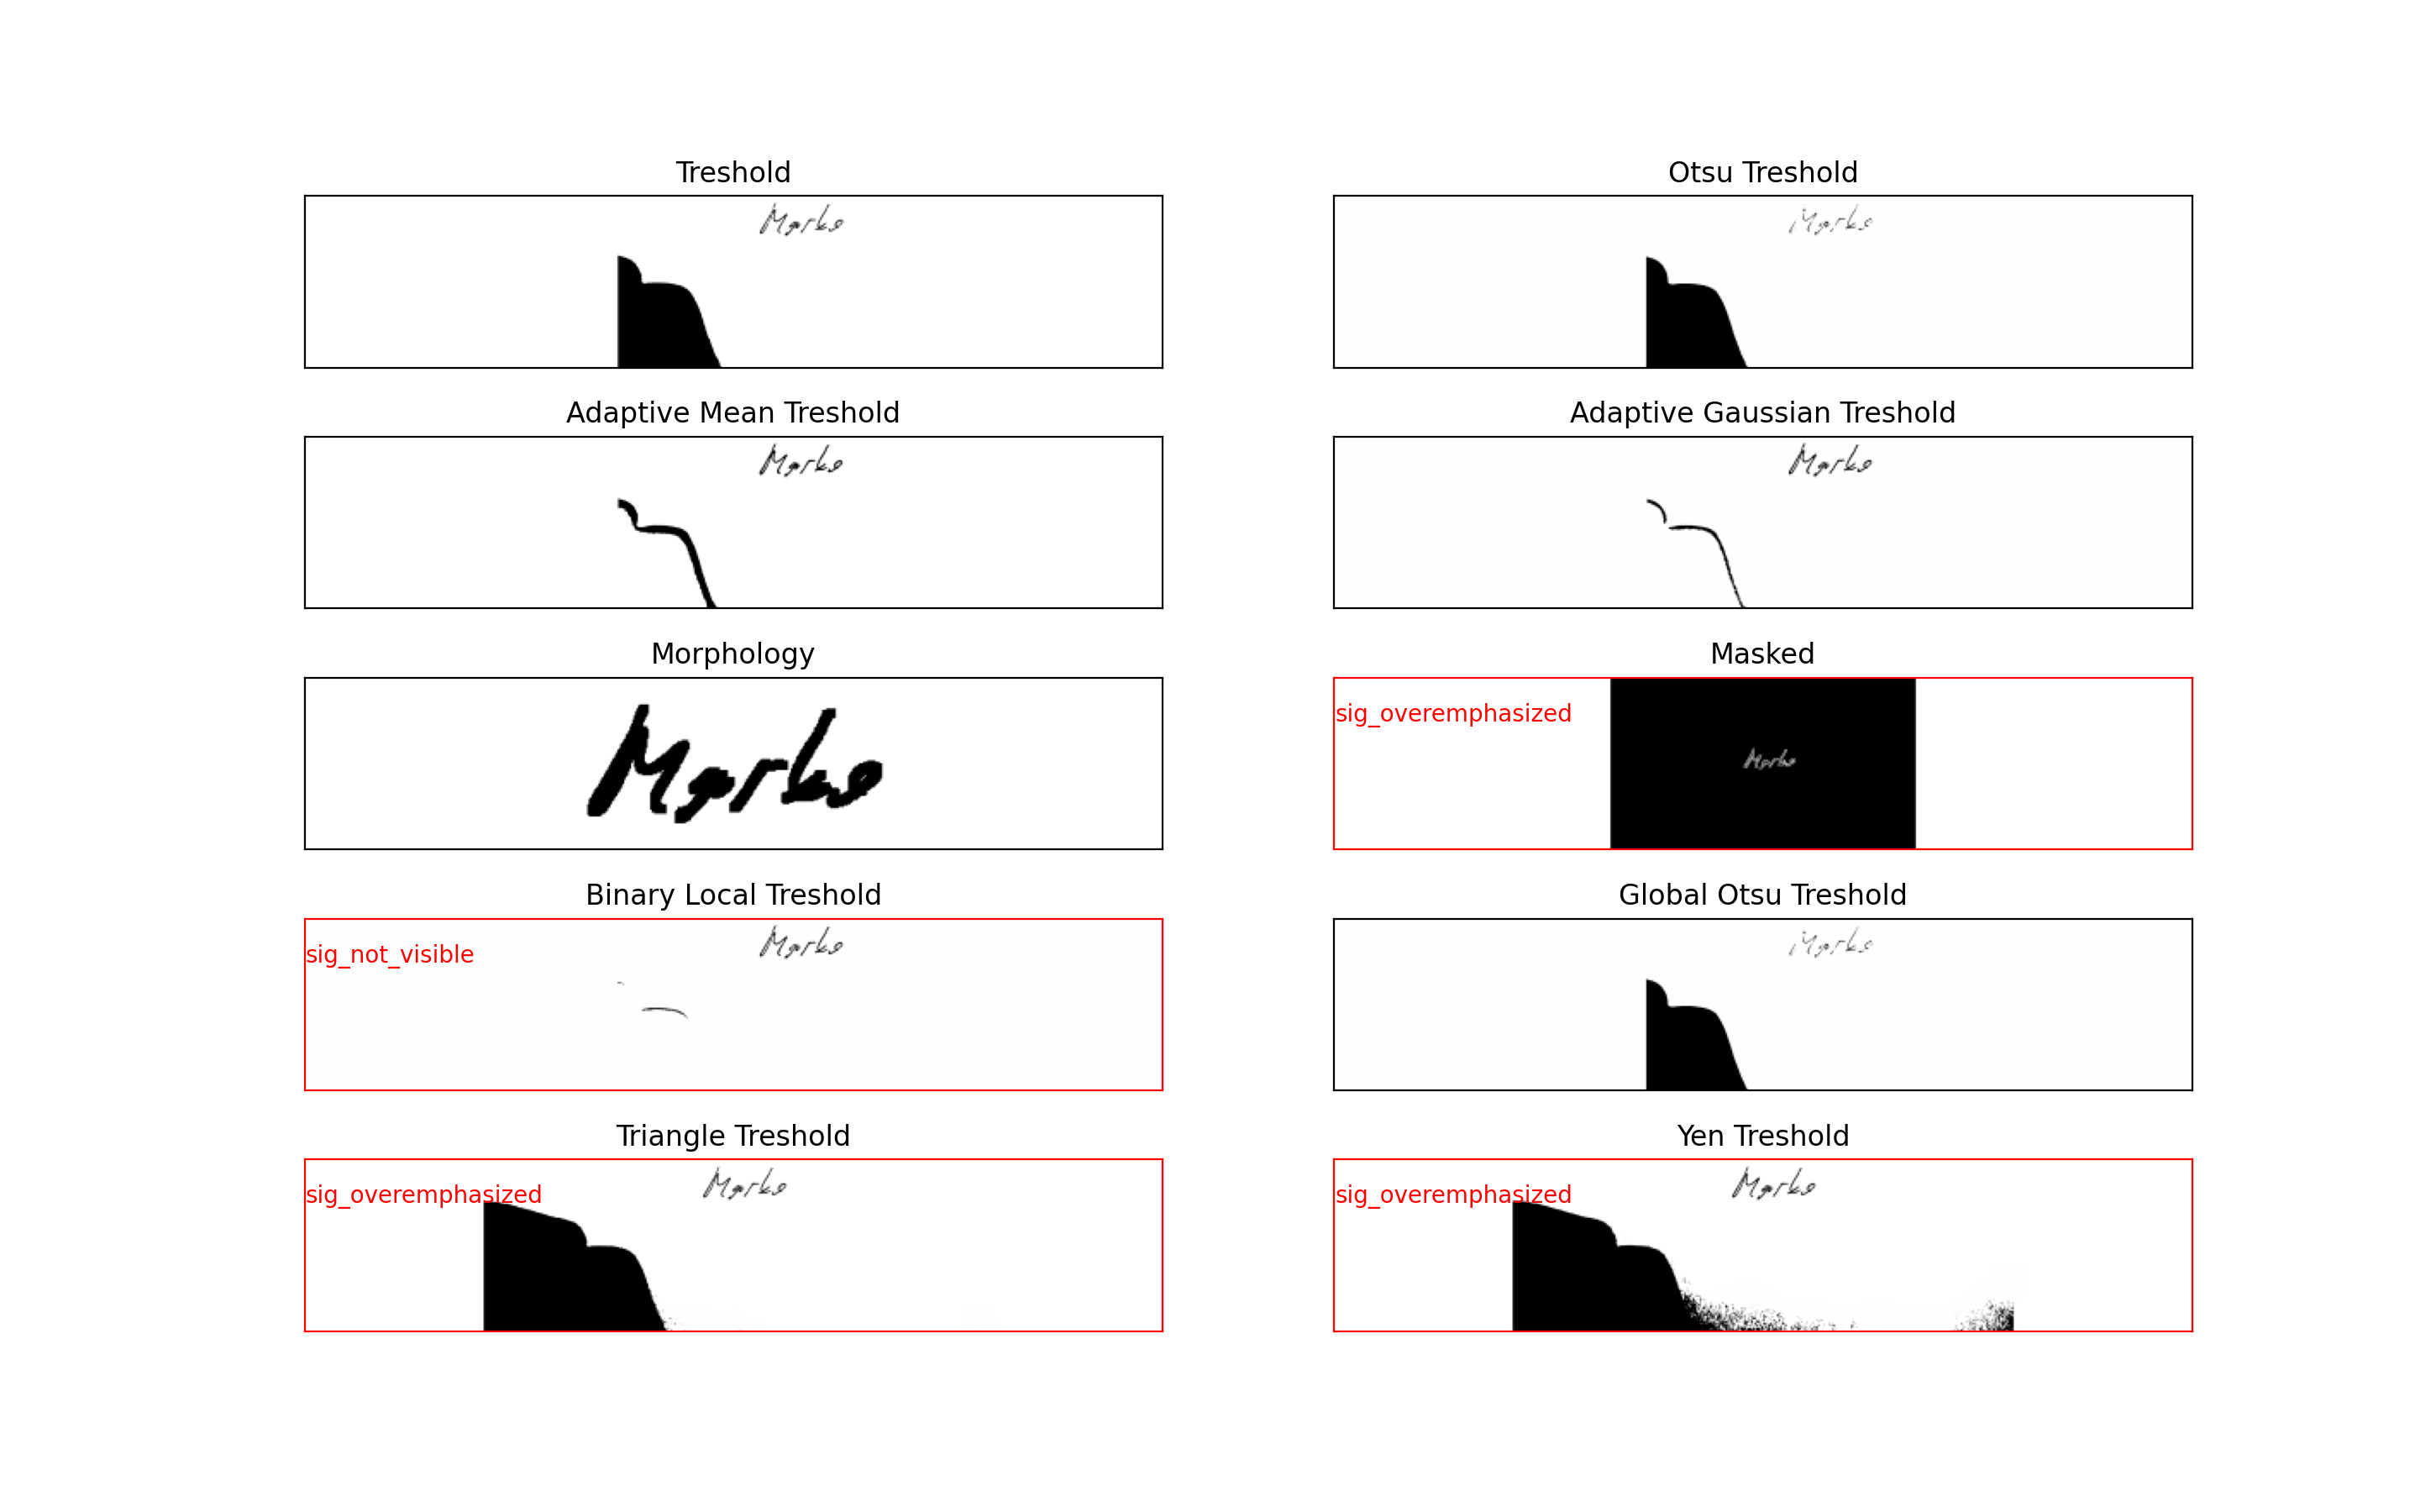 Treshold
Marko
Otsu Treshold
Marko
Adaptive Mean Treshold
Marko
Adaptive Gaussian Treshold
Marko
Morphology
Marko
Masked
sig_overemphasized
Marko
Binary Local Treshold
sig_not_visible
Marko
Global Otsu Treshold
Marko
Triangle Treshold
sig_overemphasized
Marko
Yen Treshold
sig_overemphasized
Marko